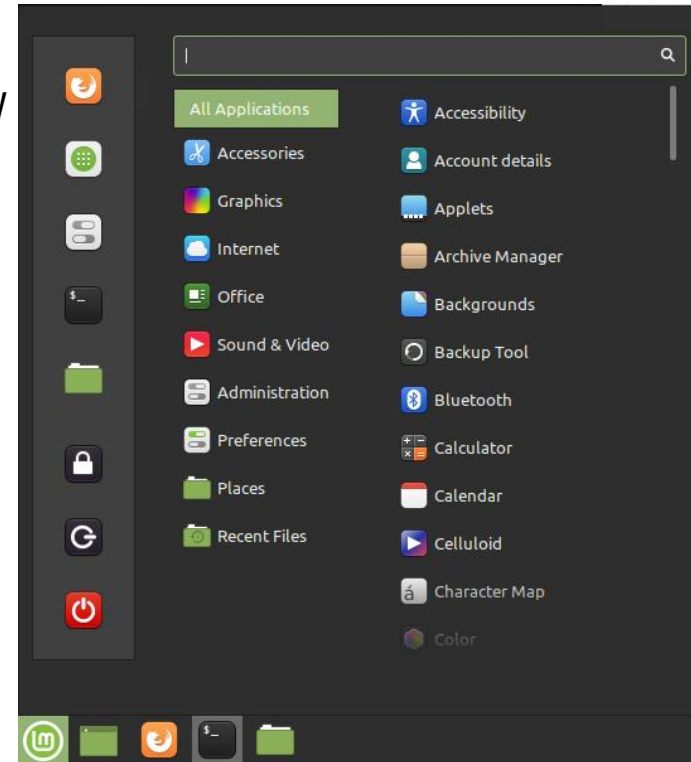 All Applications
Accessories
Graphics
Internet
Office
Sound & Video
Administration
Preferences
Places
Recent Files
Accessibility
Account details
Applets
Archive Manager
Backgrounds
Backup Tool
Bluetooth
Calculator
Calendar
Celluloid
Character Map
Color
$_
$_